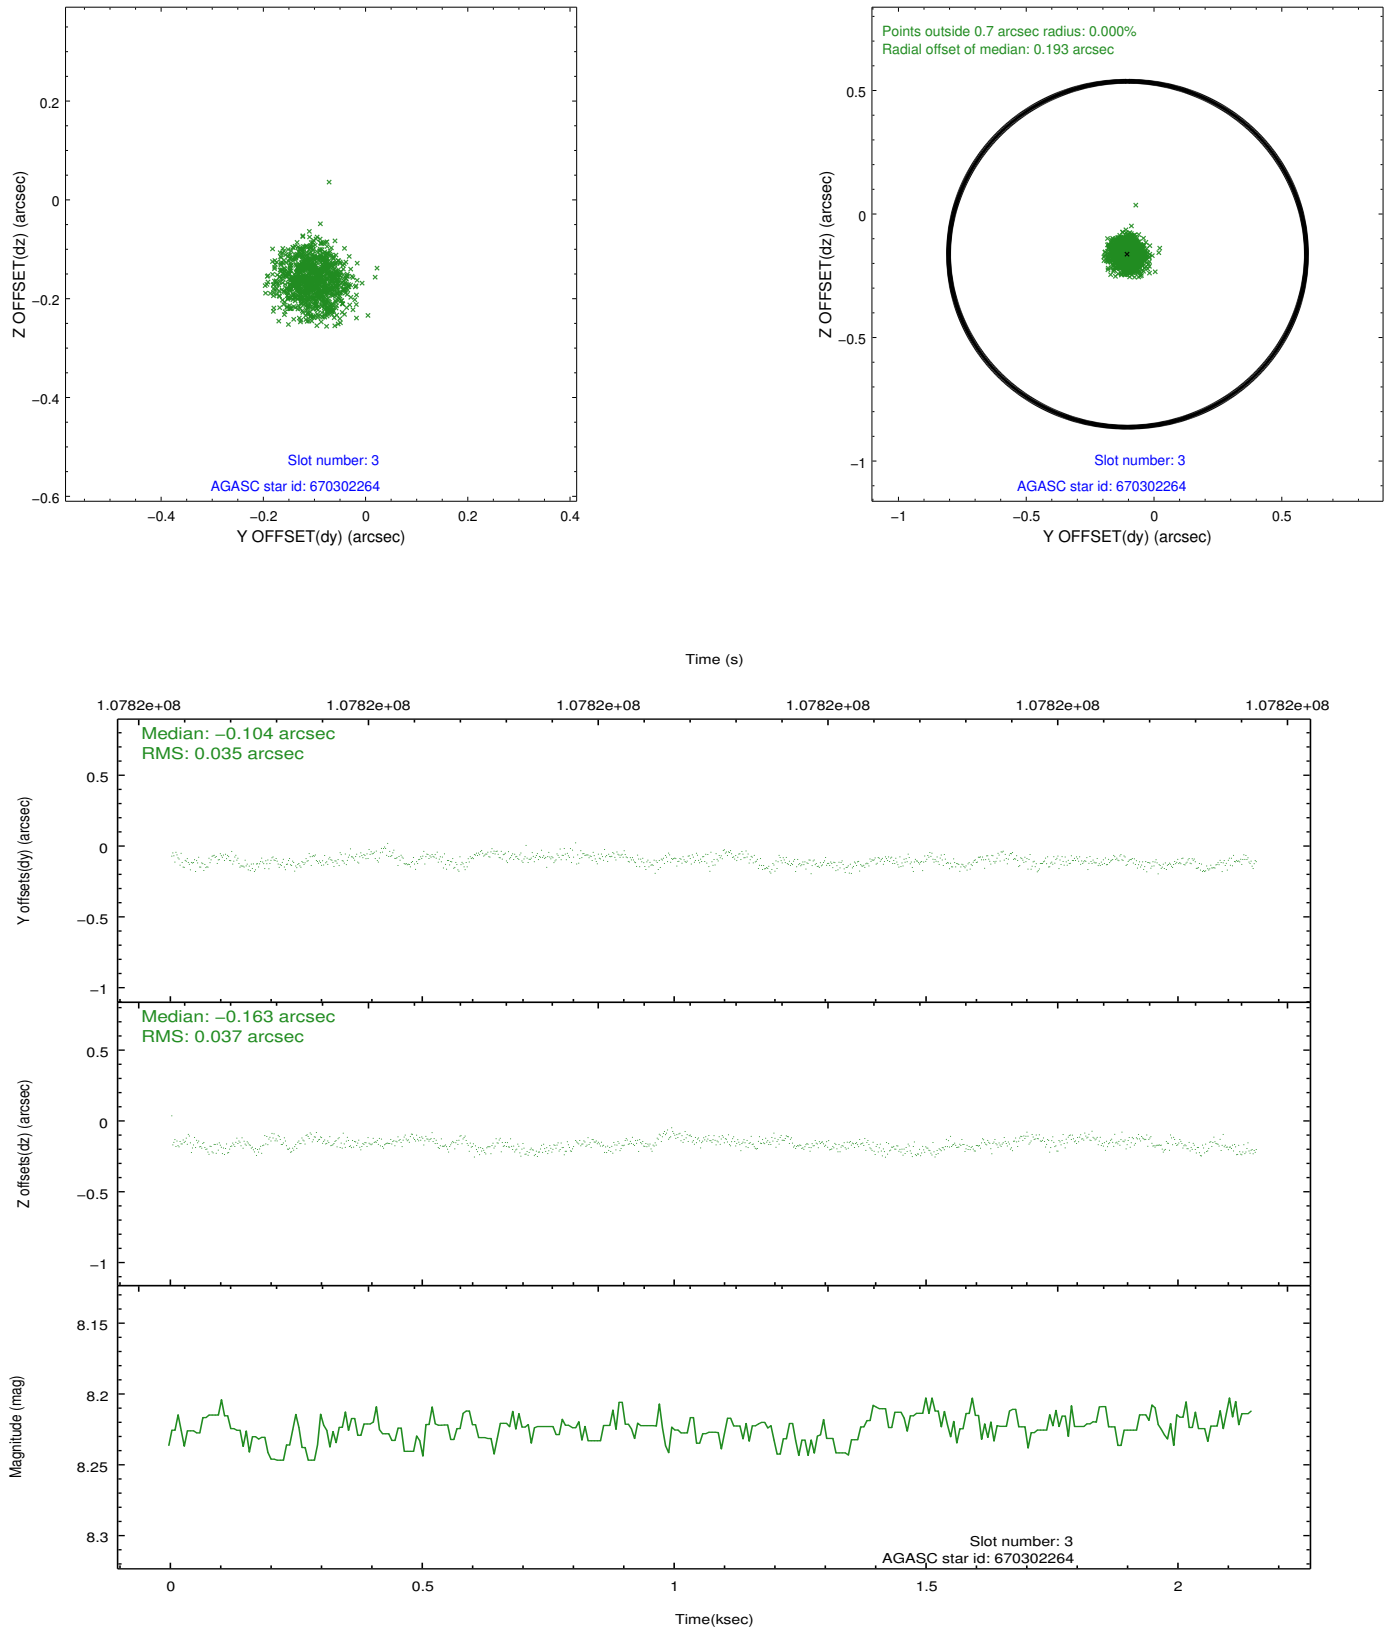 0.2
0
−0.2
−0.4
−0.6
Z OFFSET(dz) (arcsec)
Slot number: 3
AGASC star id: 670302264
−0.4
−0.2
0
0.2
0.4
Y OFFSET(dy) (arcsec)
Points outside 0.7 arcsec radius: 0.000%
Radial offset of median: 0.193 arcsec
0.5
0
−0.5
−1
Z OFFSET(dz) (arcsec)
Slot number: 3
AGASC star id: 670302264
−1
−0.5
0
0.5
Y OFFSET(dy) (arcsec)
Time (s)
1.0782e+08
1.0782e+08
1.0782e+08
1.0782e+08
1.0782e+08
1.0782e+08
Median: −0.104 arcsec
RMS: 0.035 arcsec
0.5
0
−0.5
−1
Y offsets(dy) (arcsec)
Median: −0.163 arcsec
RMS: 0.037 arcsec
0.5
0
−0.5
−1
Z offsets(dz) (arcsec)
8.15
8.2
8.25
8.3
Magnitude (mag)
Slot number: 3
AGASC star id: 670302264
0
0.5
1
1.5
2
Time(ksec)